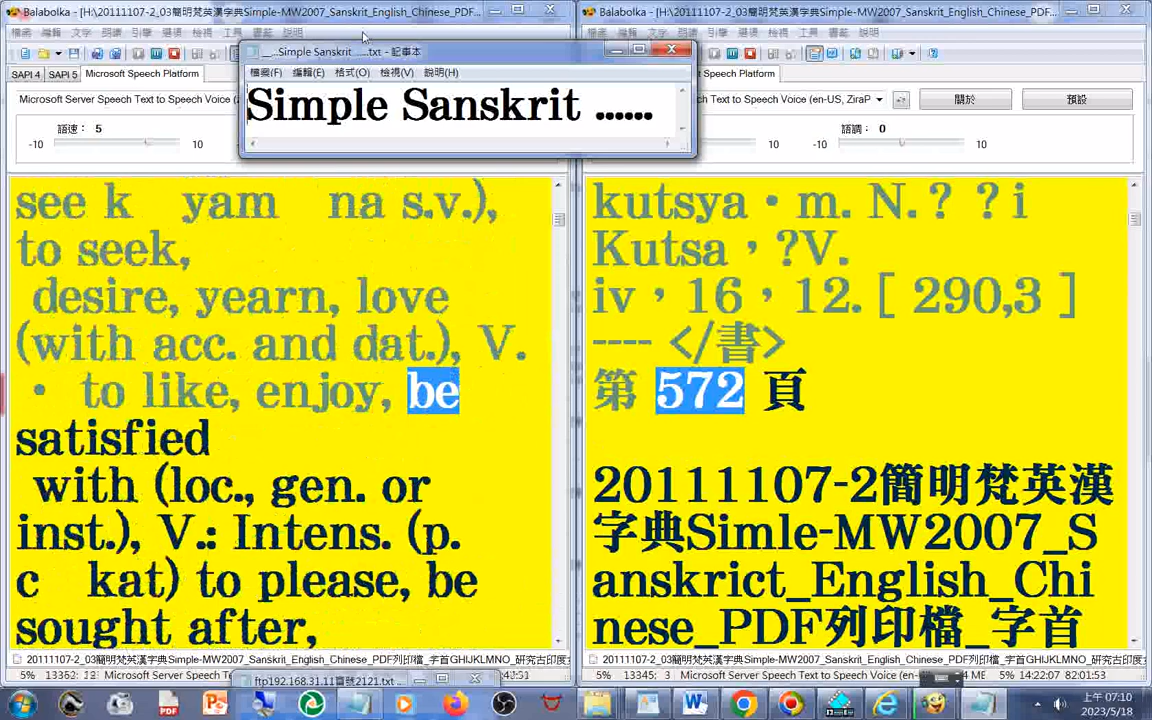 Balabolka - [H:\20111107-2_03簡明梵英漢字典Simple-MW2007_Sanskrit_English_Chinese_PDF...
Balabolka - [H:\20111107-2_03簡明梵英漢字典Simple-MW2007_Sanskrit_English_Chinese_PDF...
__...Simple Sanskrit ......txt - 記事本
檔案(F) 編輯(E) 格式(O) 檢視(V) 說明(H)
Simple Sanskrit ......
SAPI 4 SAPI 5 Microsoft Speech Platform
Microsoft Server Speech Text to Speech Voice (
語速: 5
-10 10
ch Platform
h Text to Speech Voice (en-US, ZiraP
關於 預設
語調: 0
10 -10 10
see k yam na s.v.),
to seek,
desire, yearn, love
(with acc. and dat.), V.
• to like, enjoy, be
satisfied
with (loc., gen. or
inst.), V.: Intens. (p.
c kat) to please, be
sought after,
kutsya • m. N. ? ? i
Kutsa , ?V.
iv , 16 , 12. [ 290,3 ]
---- </書>
第 572 頁
20111107-2簡明梵英漢
字典Simle-MW2007_S
anskrict_English_Chi
nese_PDF列印檔_字首
20111107-2_03簡明梵英漢字典Simple-MW2007_Sanskrit_English_Chinese_PDF列印檔_字首GHIJKLMNO_研究古印度
20111107-2_03簡明梵英漢字典Simple-MW2007_Sanskrit_English_Chinese_PDF列印檔_字首
5% Microsoft Server Speech
5% 13345: 3 Microsoft Server Speech Text to Speech Voice (en- 14:22:07 82:01:53
ftp192.168.31.11冒號2121.txt ...
上午 07:10
2023/5/18